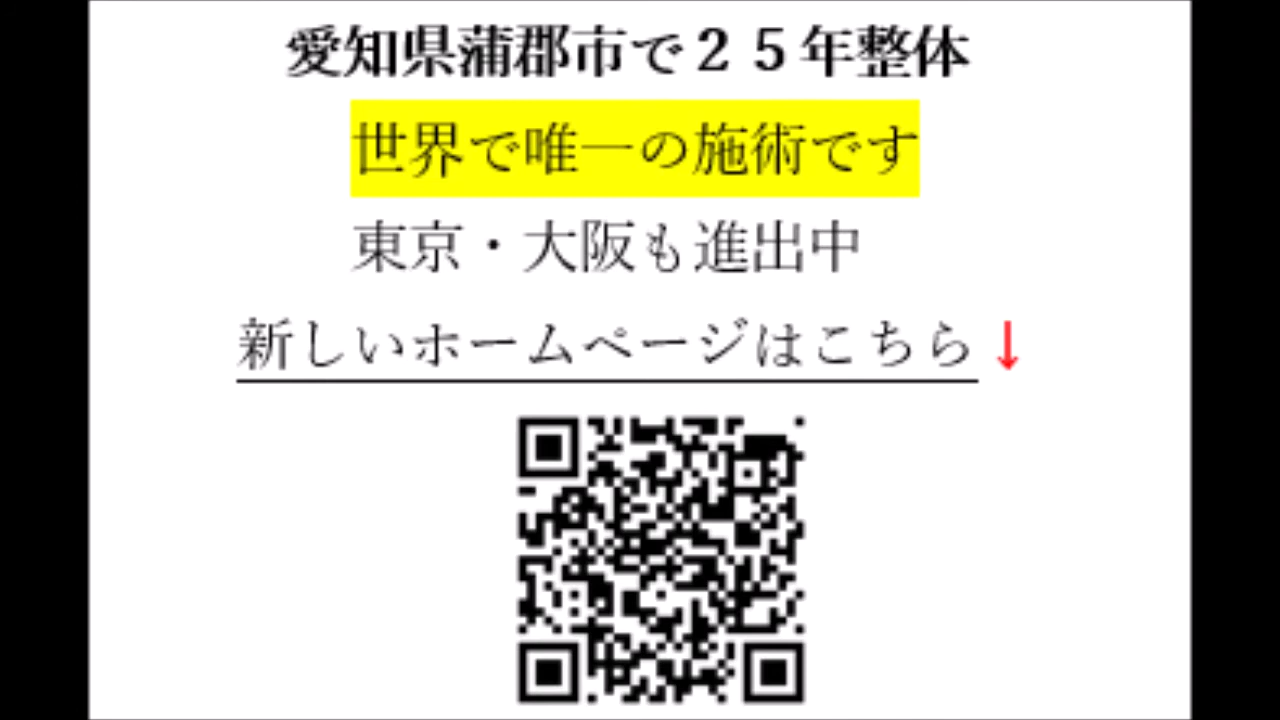 愛知県蒲郡市で２５年整体
世界で唯一の施術です
東京・大阪も進出中
新しいホームページはこちら↓